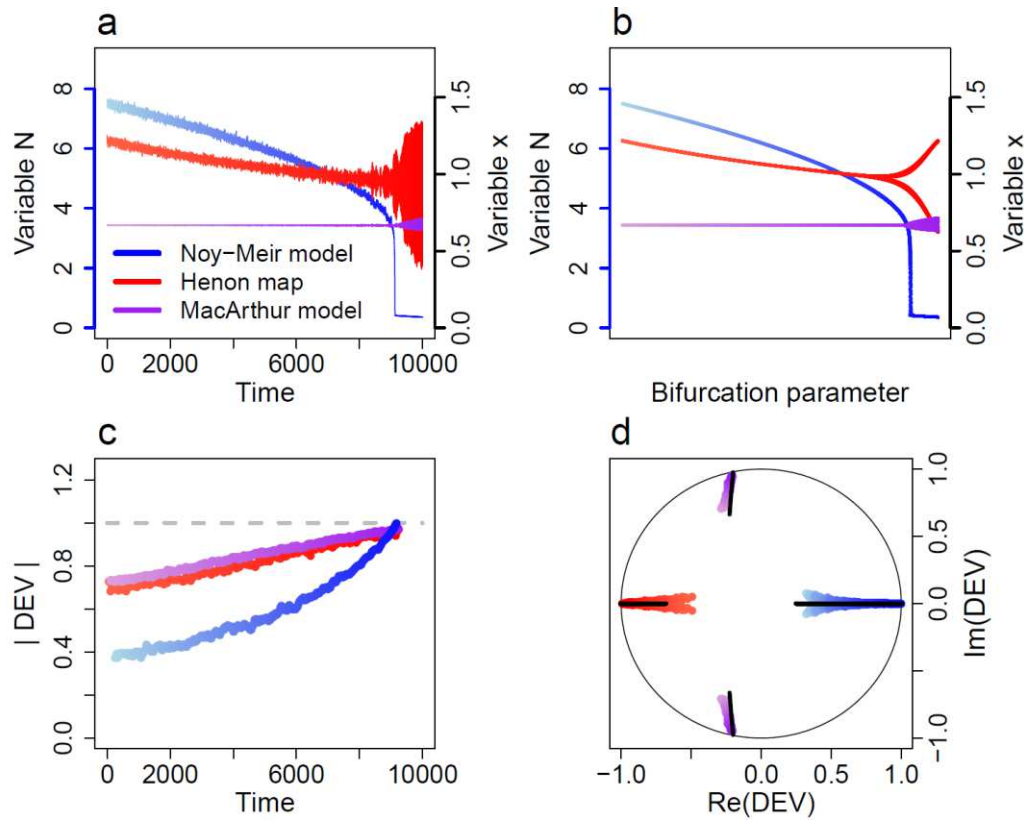 a
b
Variable N
0
2
4
6
8
Variable x
0.0
0.5
1.0
1.5
Noy−Meir model
Henon map
MacArthur model
0
2000
6000
10000
Time
Variable N
0
2
4
6
8
Variable x
0.0
0.5
1.0
1.5
Bifurcation parameter
c
d
| DEV |
0.0
0.4
0.8
1.2
0
2000
6000
10000
Time
Im(DEV)
−1.0
0.0
0.5
1.0
−1.0
0.0
0.5
1.0
Re(DEV)